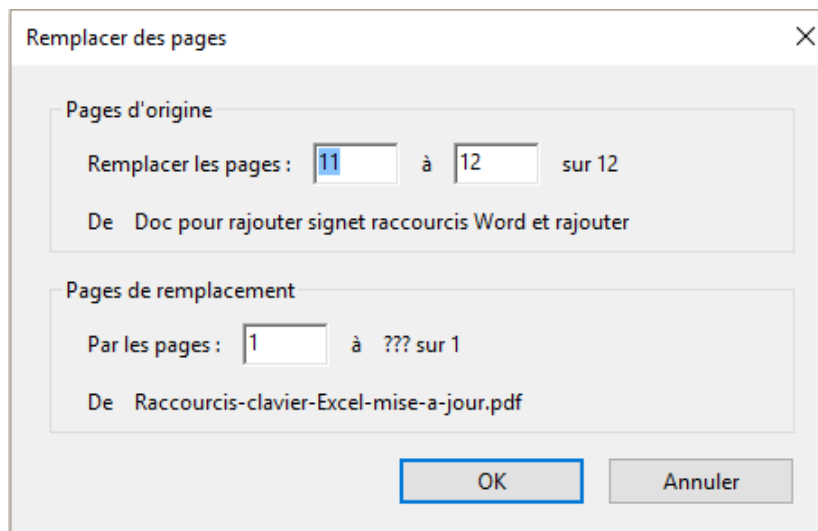 Remplacer des pages
Pages d'origine
Remplacer les pages : 11 à 12 sur 12
De Doc pour rajouter signet raccourcis Word et rajouter
Pages de remplacement
Par les pages : 1 à ??? sur 1
De Raccourcis-clavier-Excel-mise-a-jour.pdf
OK Annuler